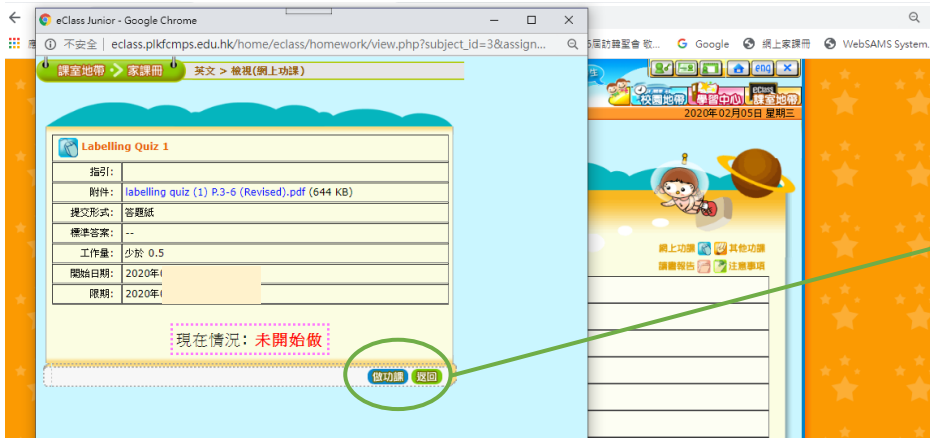 eClass Junior - Google Chrome
不安全 | eclass.plkfcmps.edu.hk/home/eclass/homework/view.php?subject_id=3&assign...
課室地帶 家課冊 英文 > 檢視(網上功課)
Labelling Quiz 1
指引:
附件: labelling quiz (1) P.3-6 (Revised).pdf (644 KB)
提交形式: 答題紙
標準答案: --
工作量: 少於 0.5
開始日期: 2020年
限期: 2020年
現在情況: 未開始做
做功課 返回
Google 網上家課冊 WebSAMS System.
eng
校園地帶 學習中心 eClass 課室地帶
2020年02月05日 星期三
網上功課 其他功課
讀書報告 注意事項